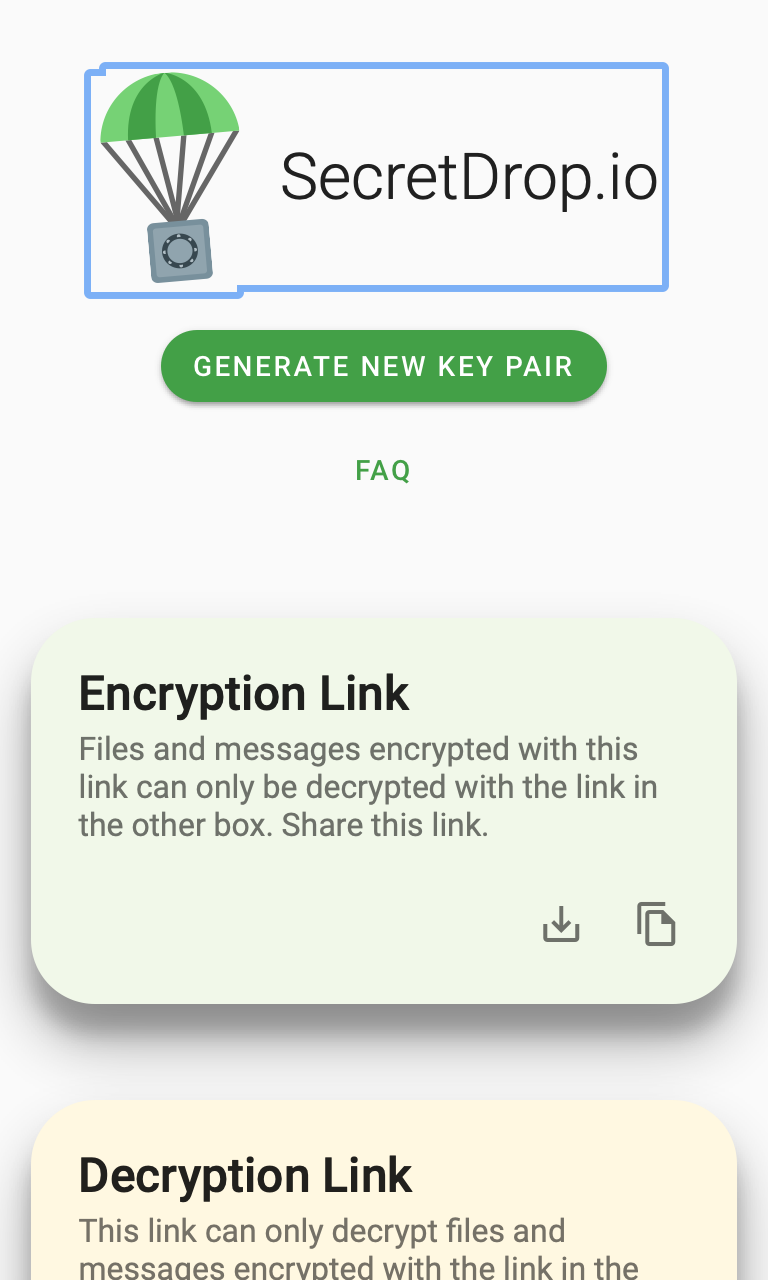 SecretDrop.io
GENERATE NEW KEY PAIR
FAQ
Encryption Link
Files and messages encrypted with this
link can only be decrypted with the link in
the other box. Share this link.
Decryption Link
This link can only decrypt files and
messages encrypted with the link in the